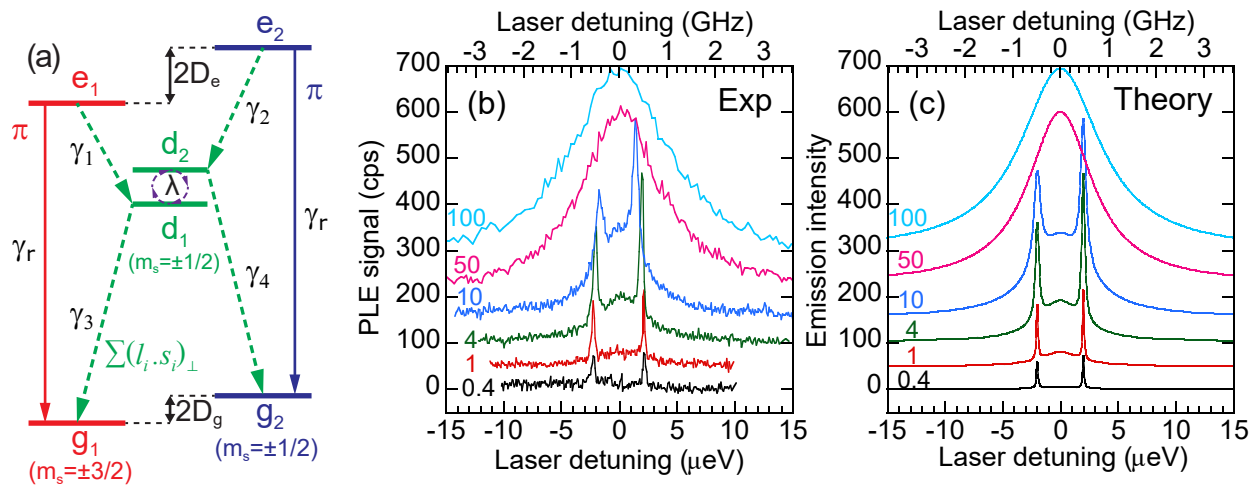 (a)
e₂
e₁
2Dₑ
π
π
γ₂
γ₁
d₂
λ
d₁
(mₛ=±1/2)
γᵣ
γᵣ
γ₃
γ₄
∑(lᵢ.sᵢ)⊥
g₁
2D_g
g₂
(mₛ=±3/2)
(mₛ=±1/2)
Laser detuning (GHz)
-3 -2 -1 0 1 2 3
700
600
500
400
300
200
100
0
PLE signal (cps)
(b)
Exp
100
50
10
4
1
0.4
-15 -10 -5 0 5 10 15
Laser detuning (μeV)
Laser detuning (GHz)
-3 -2 -1 0 1 2 3
700
600
500
400
300
200
100
0
Emission intensity
(c)
Theory
100
50
10
4
1
0.4
-15 -10 -5 0 5 10 15
Laser detuning (μeV)